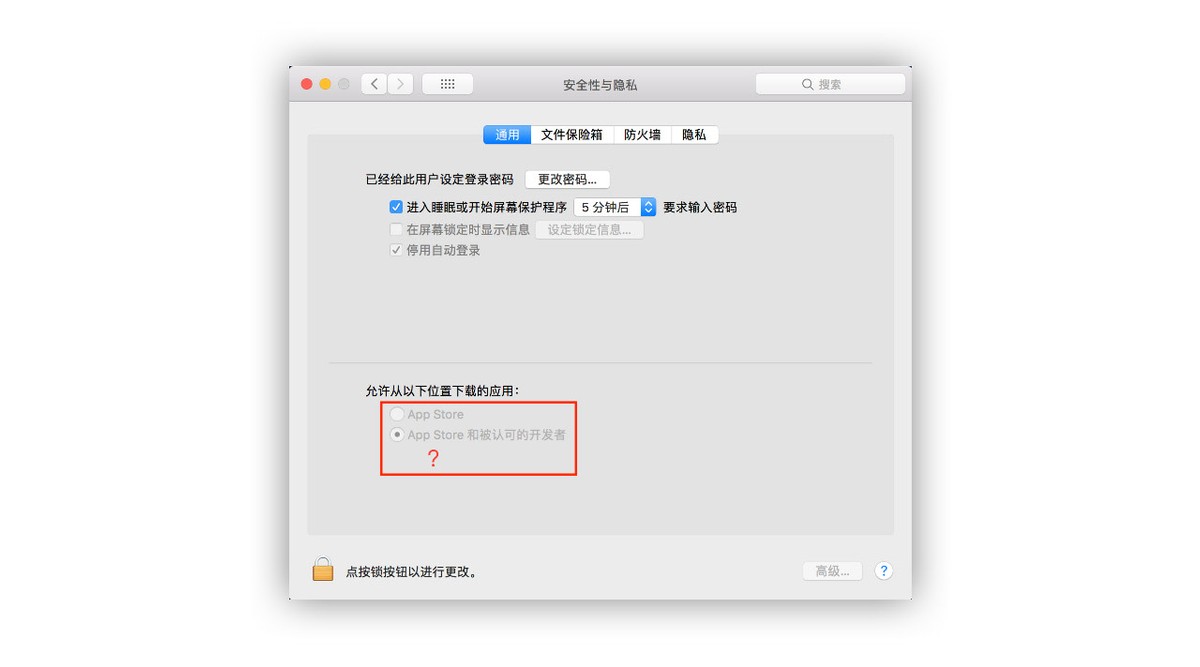 安全性与隐私
搜索
通用 文件保险箱 防火墙 隐私
已经给此用户设定登录密码 更改密码...
进入睡眠或开始屏幕保护程序 5 分钟后 要求输入密码
在屏幕锁定时显示信息 设定锁定信息...
停用自动登录
允许从以下位置下载的应用：
App Store
App Store 和被认可的开发者
？
点按锁按钮以进行更改。
高级... ?